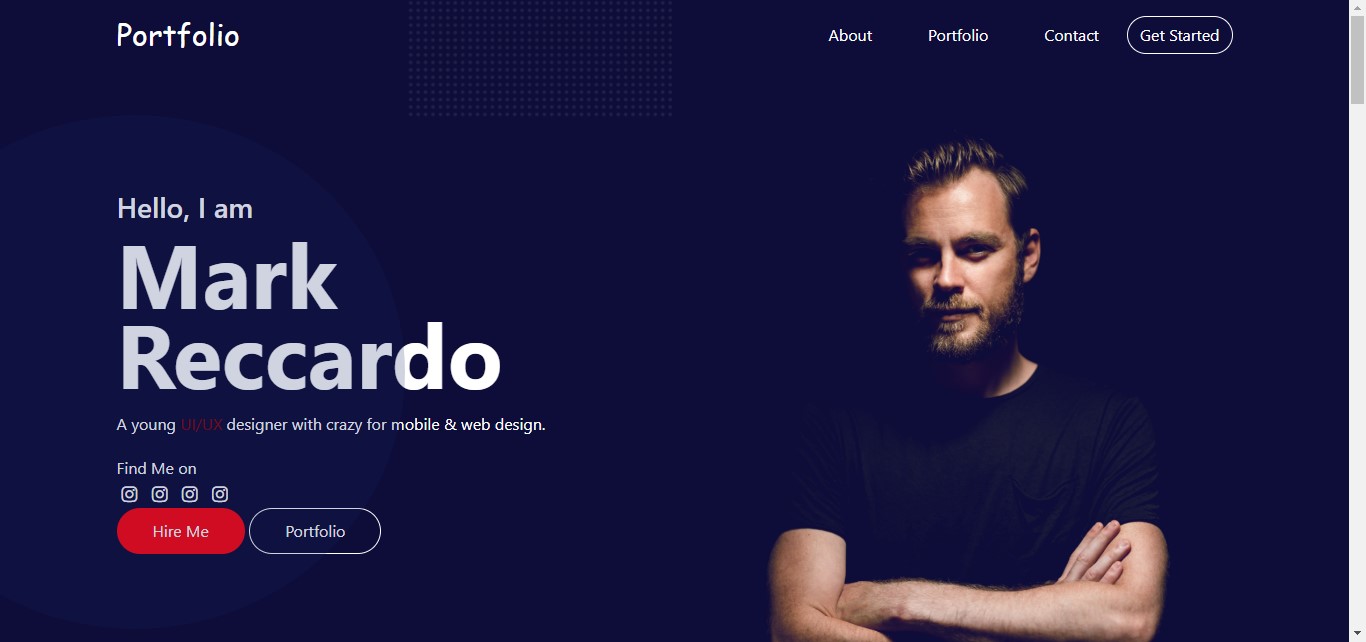 Portfolio
About Portfolio Contact Get Started
Hello, I am
Mark
Reccardo
A young UI/UX designer with crazy for mobile & web design.
Find Me on
Hire Me Portfolio